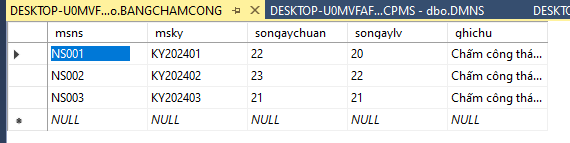 DESKTOP-U0MVF...o.BANGCHAMCONG DESKTOP-U0MVFAF...CPMS - dbo.DMNS DESKTO
msns msky songaychuan songaylv ghichu
NS001 KY202401 22 20 Chấm công thá...
NS002 KY202402 23 22 Chấm công thá...
NS003 KY202403 21 21 Chấm công thá...
NULL NULL NULL NULL NULL